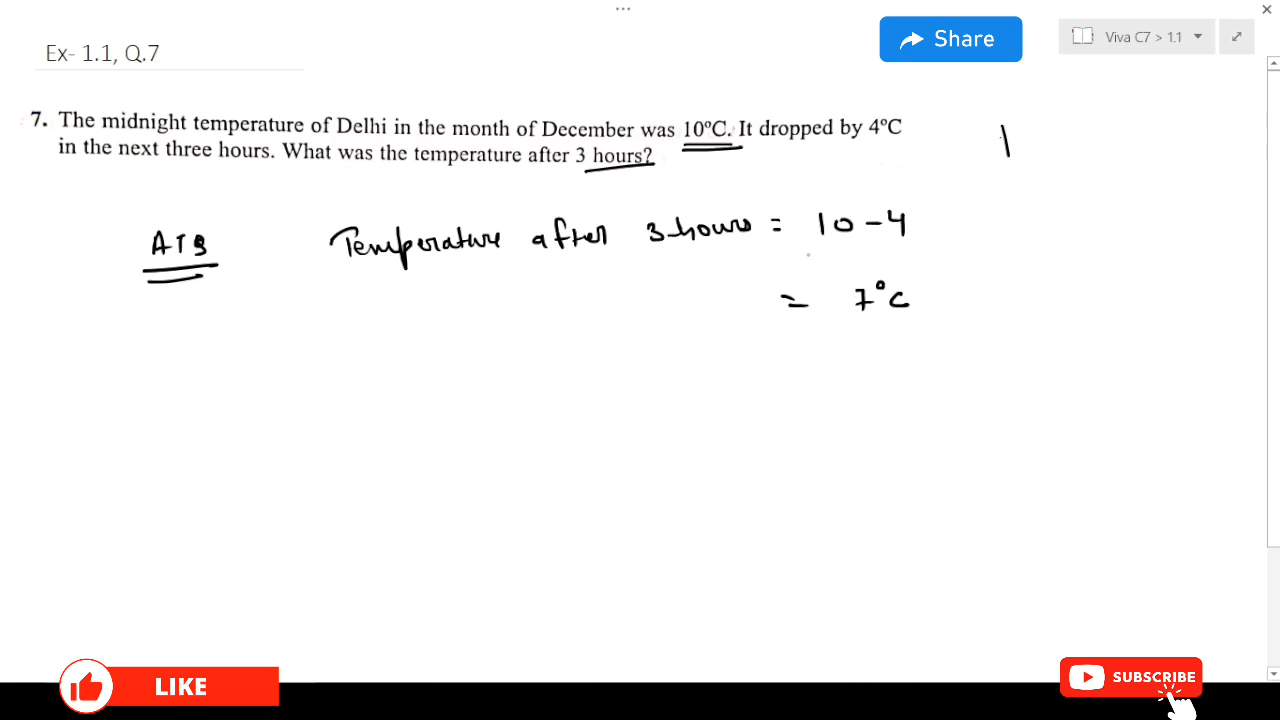 Ex- 1.1, Q.7
Share
Viva C7 > 1.1
7. The midnight temperature of Delhi in the month of December was 10°C. It dropped by 4°C
in the next three hours. What was the temperature after 3 hours?
ATB
Temperature after 3 hours = 10 - 4
= 7°C
LIKE
SUBSCRIBE